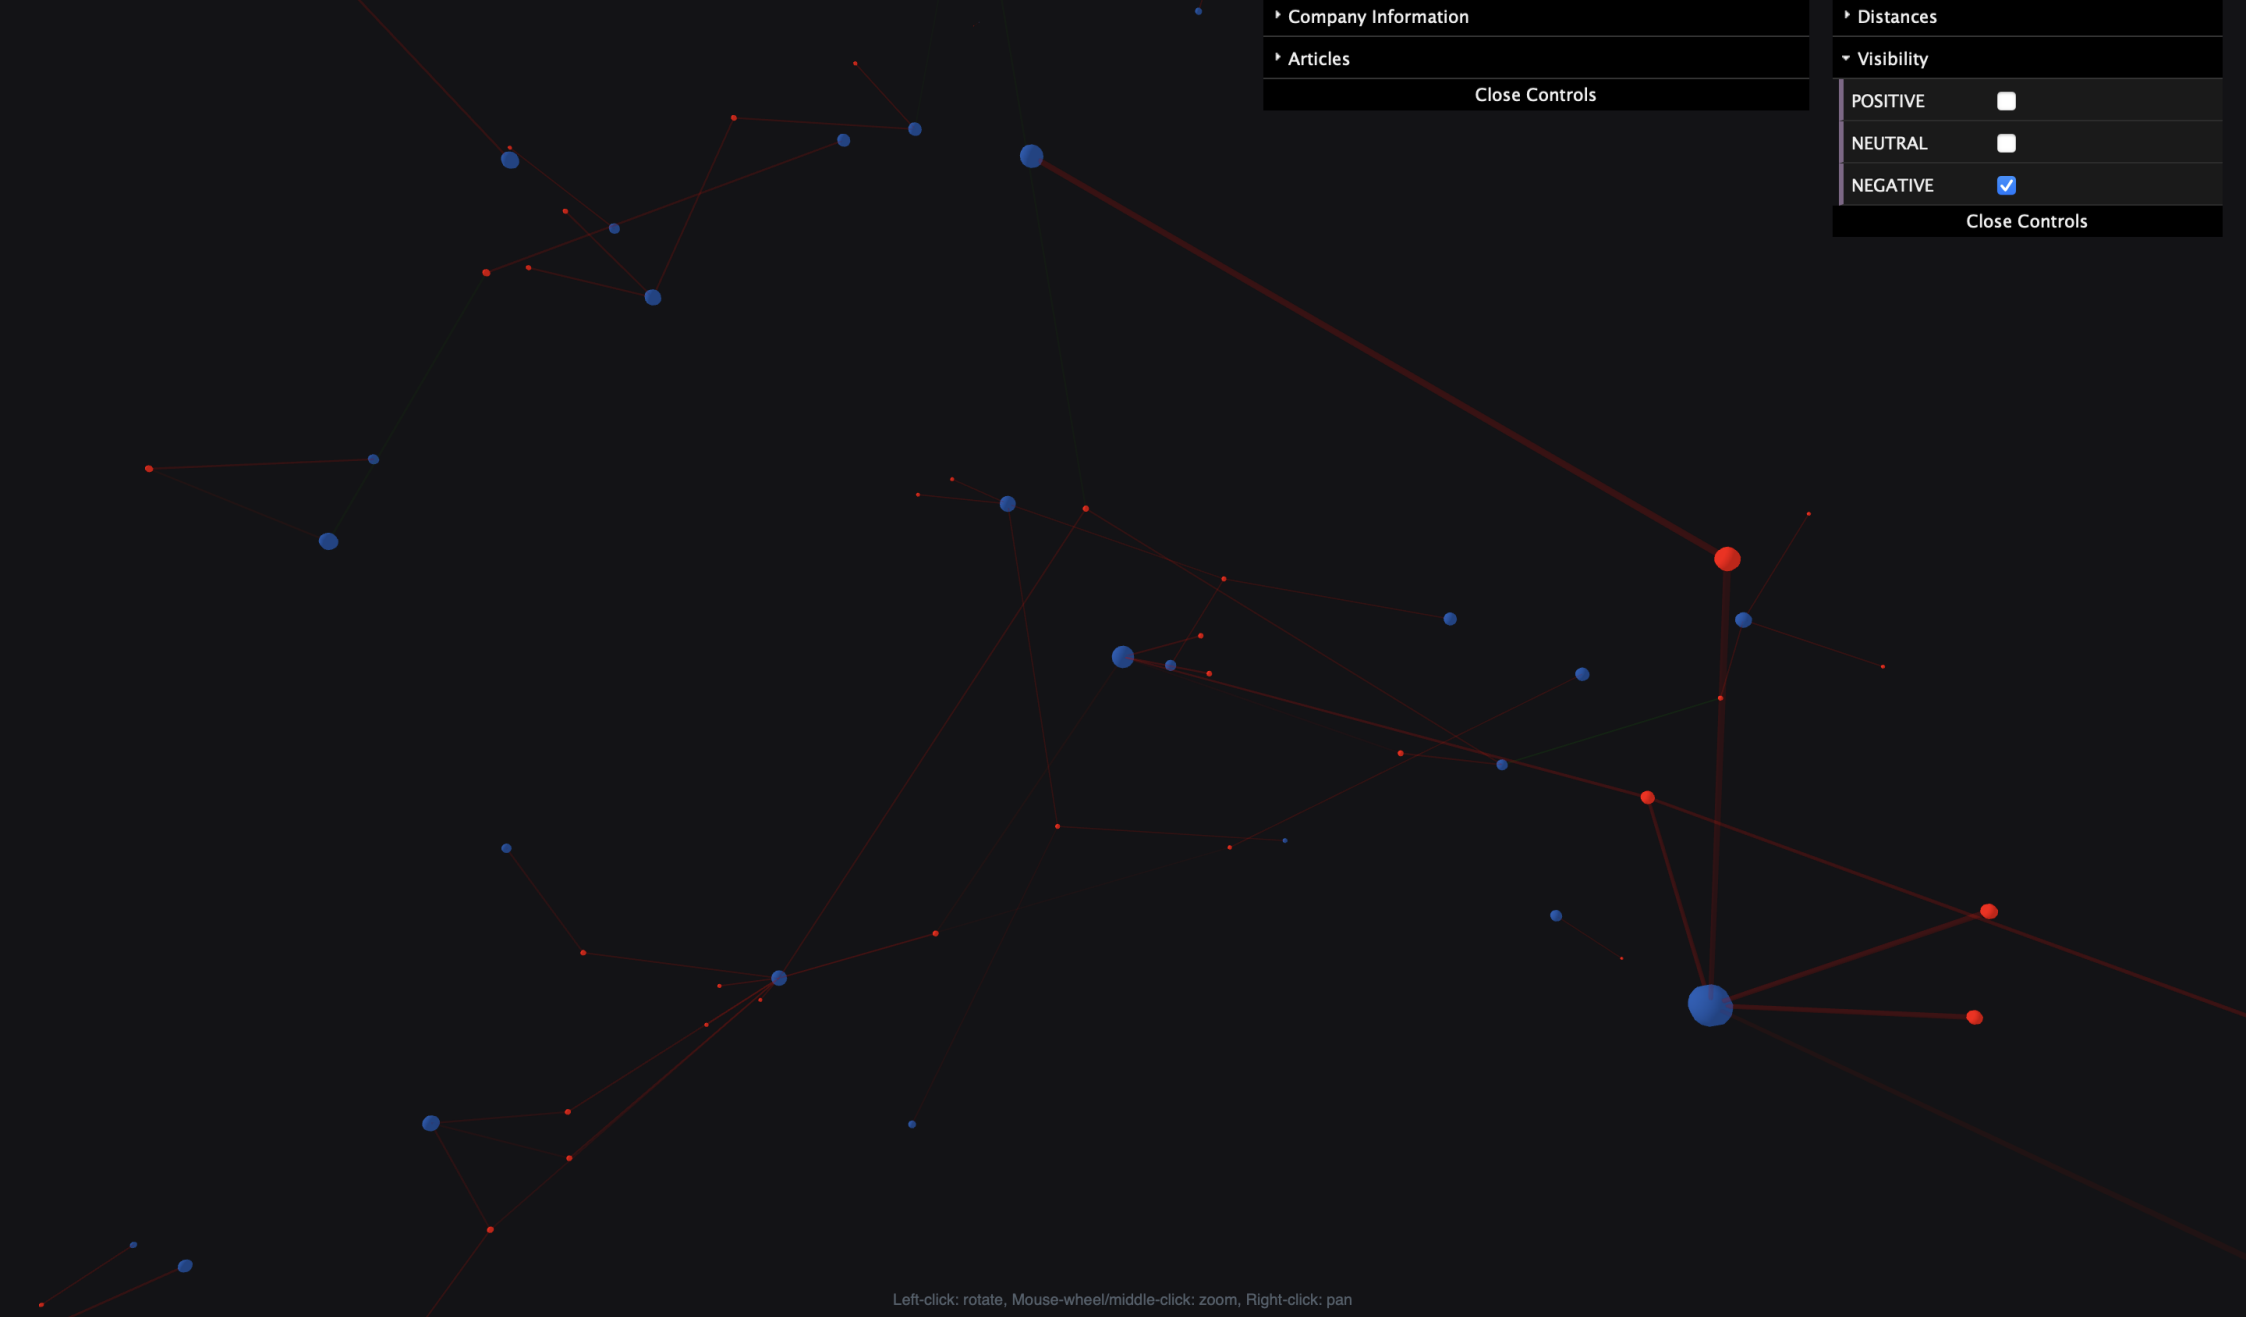 Company Information
Articles
Close Controls
Distances
Visibility
POSITIVE
NEUTRAL
NEGATIVE
Close Controls
Left-click: rotate, Mouse-wheel/middle-click: zoom, Right-click: pan